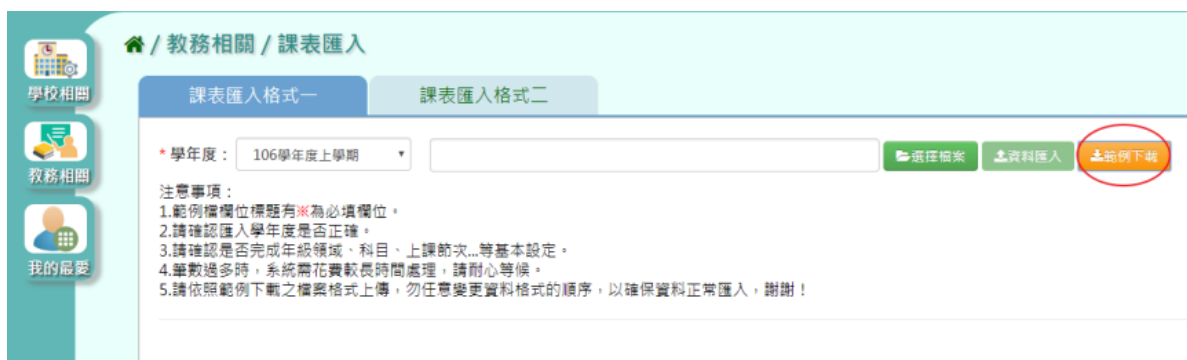 / 教務相關 / 課表匯入
學校相關
課表匯入格式一
課表匯入格式二
* 學年度： 106學年度上學期
選擇檔案
資料匯入
範例下載
教務相關
注意事項：
1.範例檔欄位標題有※為必填欄位。
2.請確認匯入學年度是否正確。
3.請確認是否完成年級領域、科目、上課節次...等基本設定。
4.筆數過多時，系統需花費較長時間處理，請耐心等候。
5.請依照範例下載之檔案格式上傳，勿任意變更資料格式的順序，以確保資料正常匯入，謝謝！
我的最愛